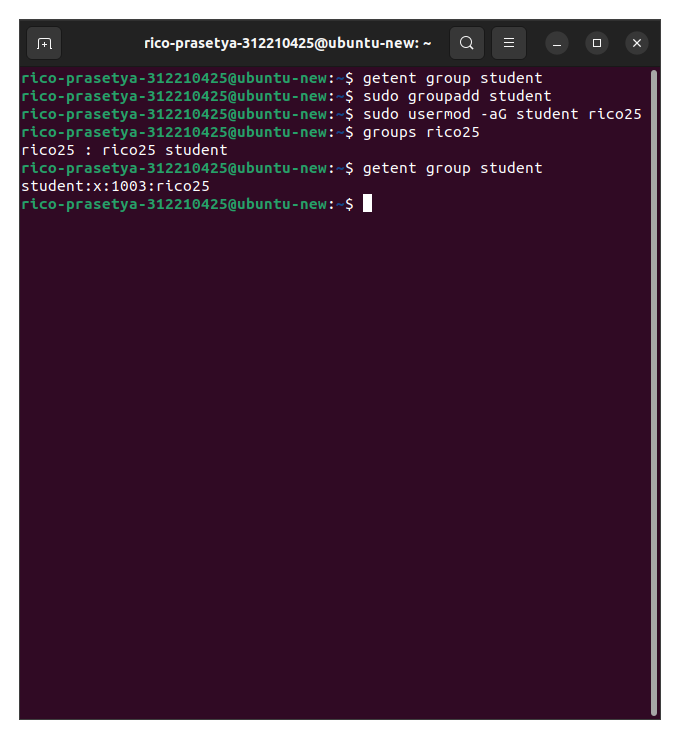 rico-prasetya-312210425@ubuntu-new: ~
rico-prasetya-312210425@ubuntu-new:~$ getent group student
rico-prasetya-312210425@ubuntu-new:~$ sudo groupadd student
rico-prasetya-312210425@ubuntu-new:~$ sudo usermod -aG student rico25
rico-prasetya-312210425@ubuntu-new:~$ groups rico25
rico25 : rico25 student
rico-prasetya-312210425@ubuntu-new:~$ getent group student
student:x:1003:rico25
rico-prasetya-312210425@ubuntu-new:~$